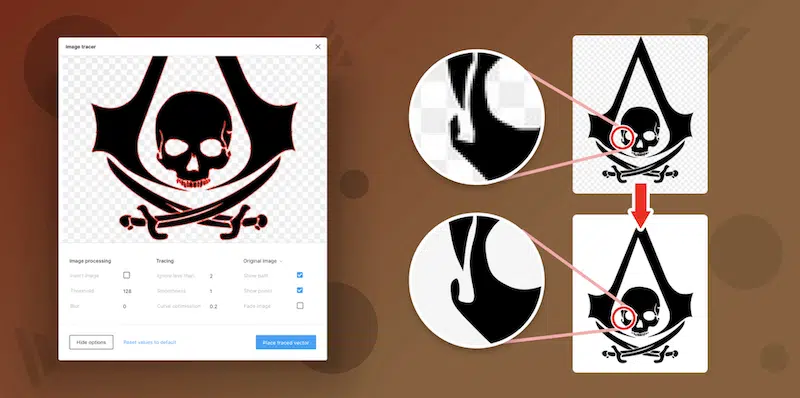 Image tracer
Image processing
Tracing
Original image
Invert image
Ignore less than
2
Show path
Threshold
128
Smoothness
1
Show points
Blur
0
Curve optimisation
0.2
Fade image
Hide options
Reset values to default
Place traced vector